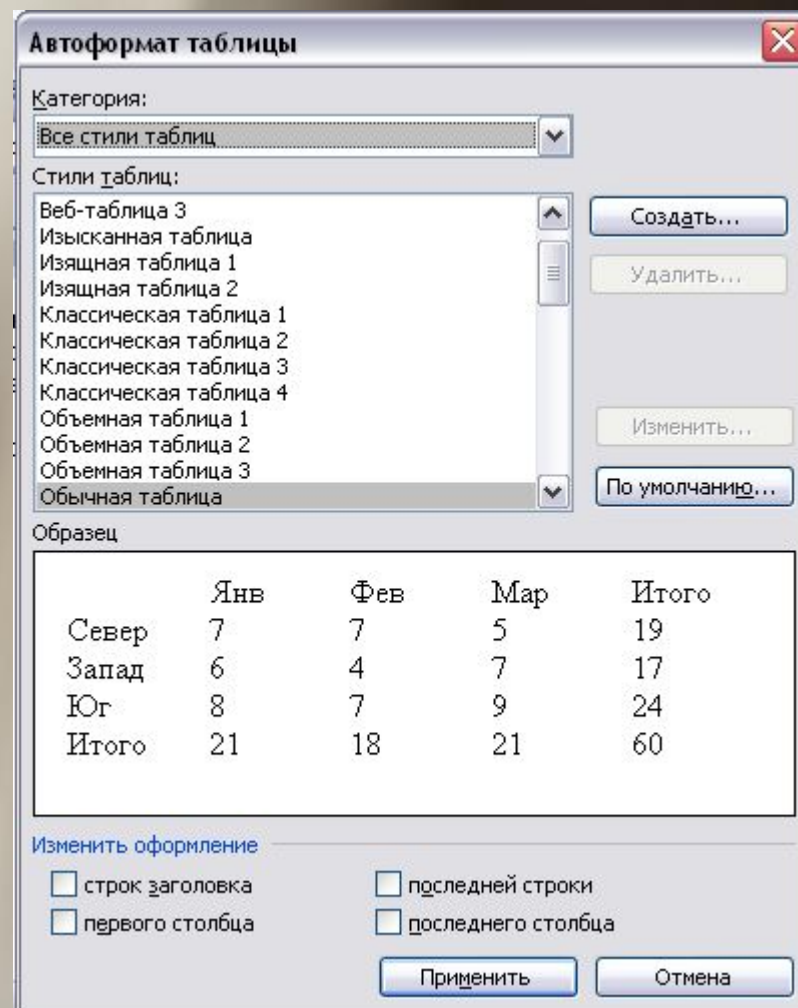 Автоформат таблицы
Категория:
Все стили таблиц
Стили таблиц:
Веб-таблица 3
Изысканная таблица
Изящная таблица 1
Изящная таблица 2
Классическая таблица 1
Классическая таблица 2
Классическая таблица 3
Классическая таблица 4
Объемная таблица 1
Объемная таблица 2
Объемная таблица 3
Обычная таблица
Создать...
Удалить...
Изменить...
По умолчанию...
Образец
Янв Фев Мар Итого
Север 7 7 5 19
Запад 6 4 7 17
Юг 8 7 9 24
Итого 21 18 21 60
Изменить оформление
строк заголовка последней строки
первого столбца последнего столбца
Применить Отмена